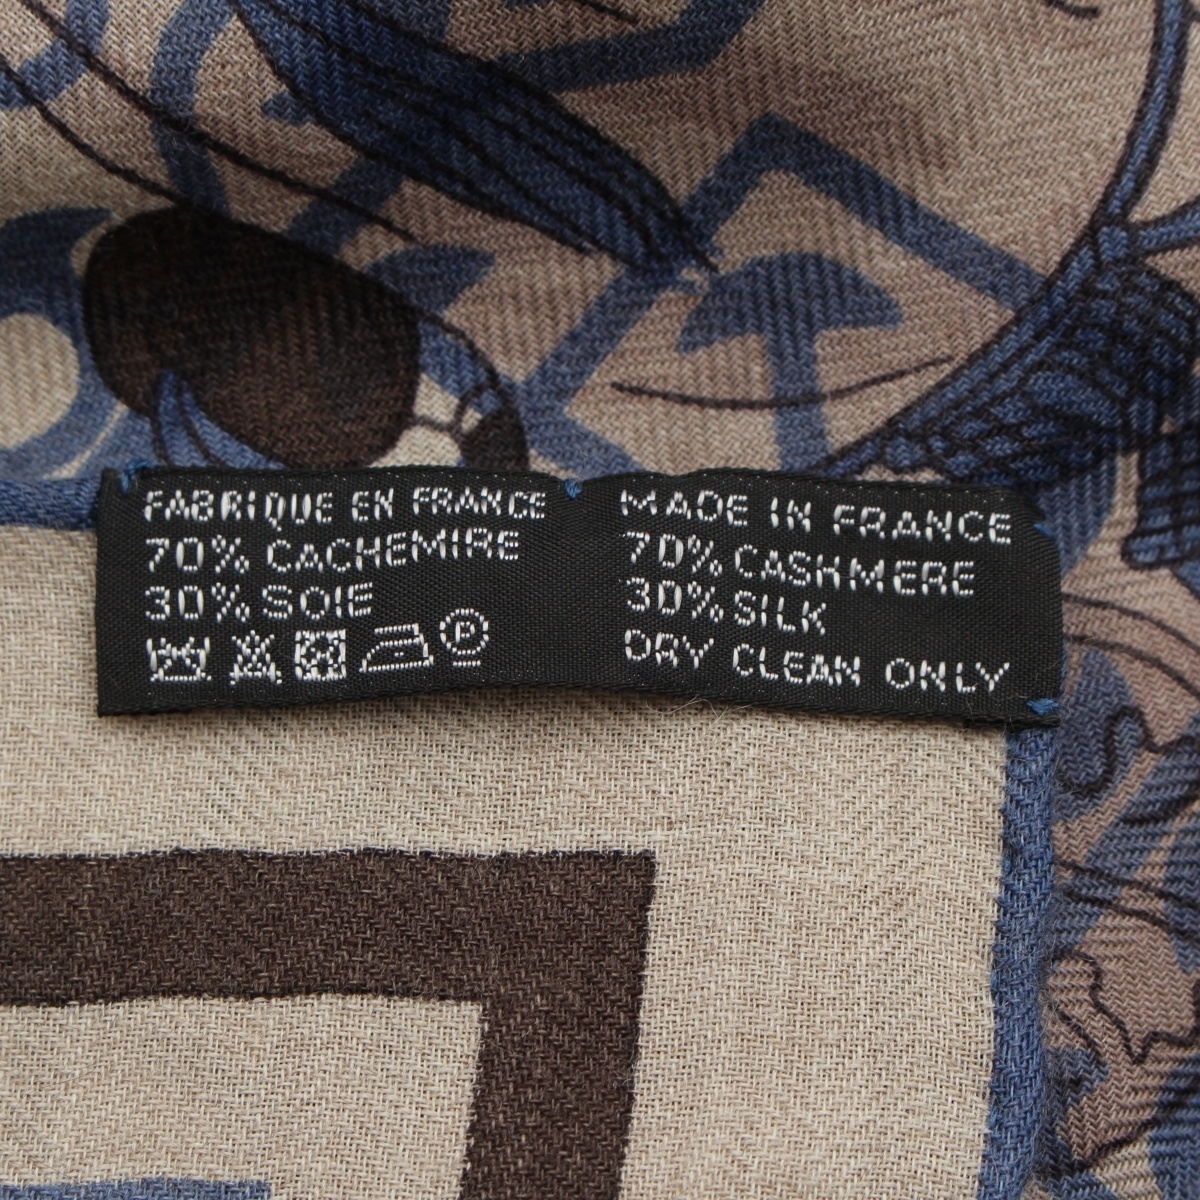 FABRIQUE EN FRANCE
70% CACHEMIRE
30% SOIE
P
MADE IN FRANCE
70% CASHMERE
30% SILK
DRY CLEAN ONLY